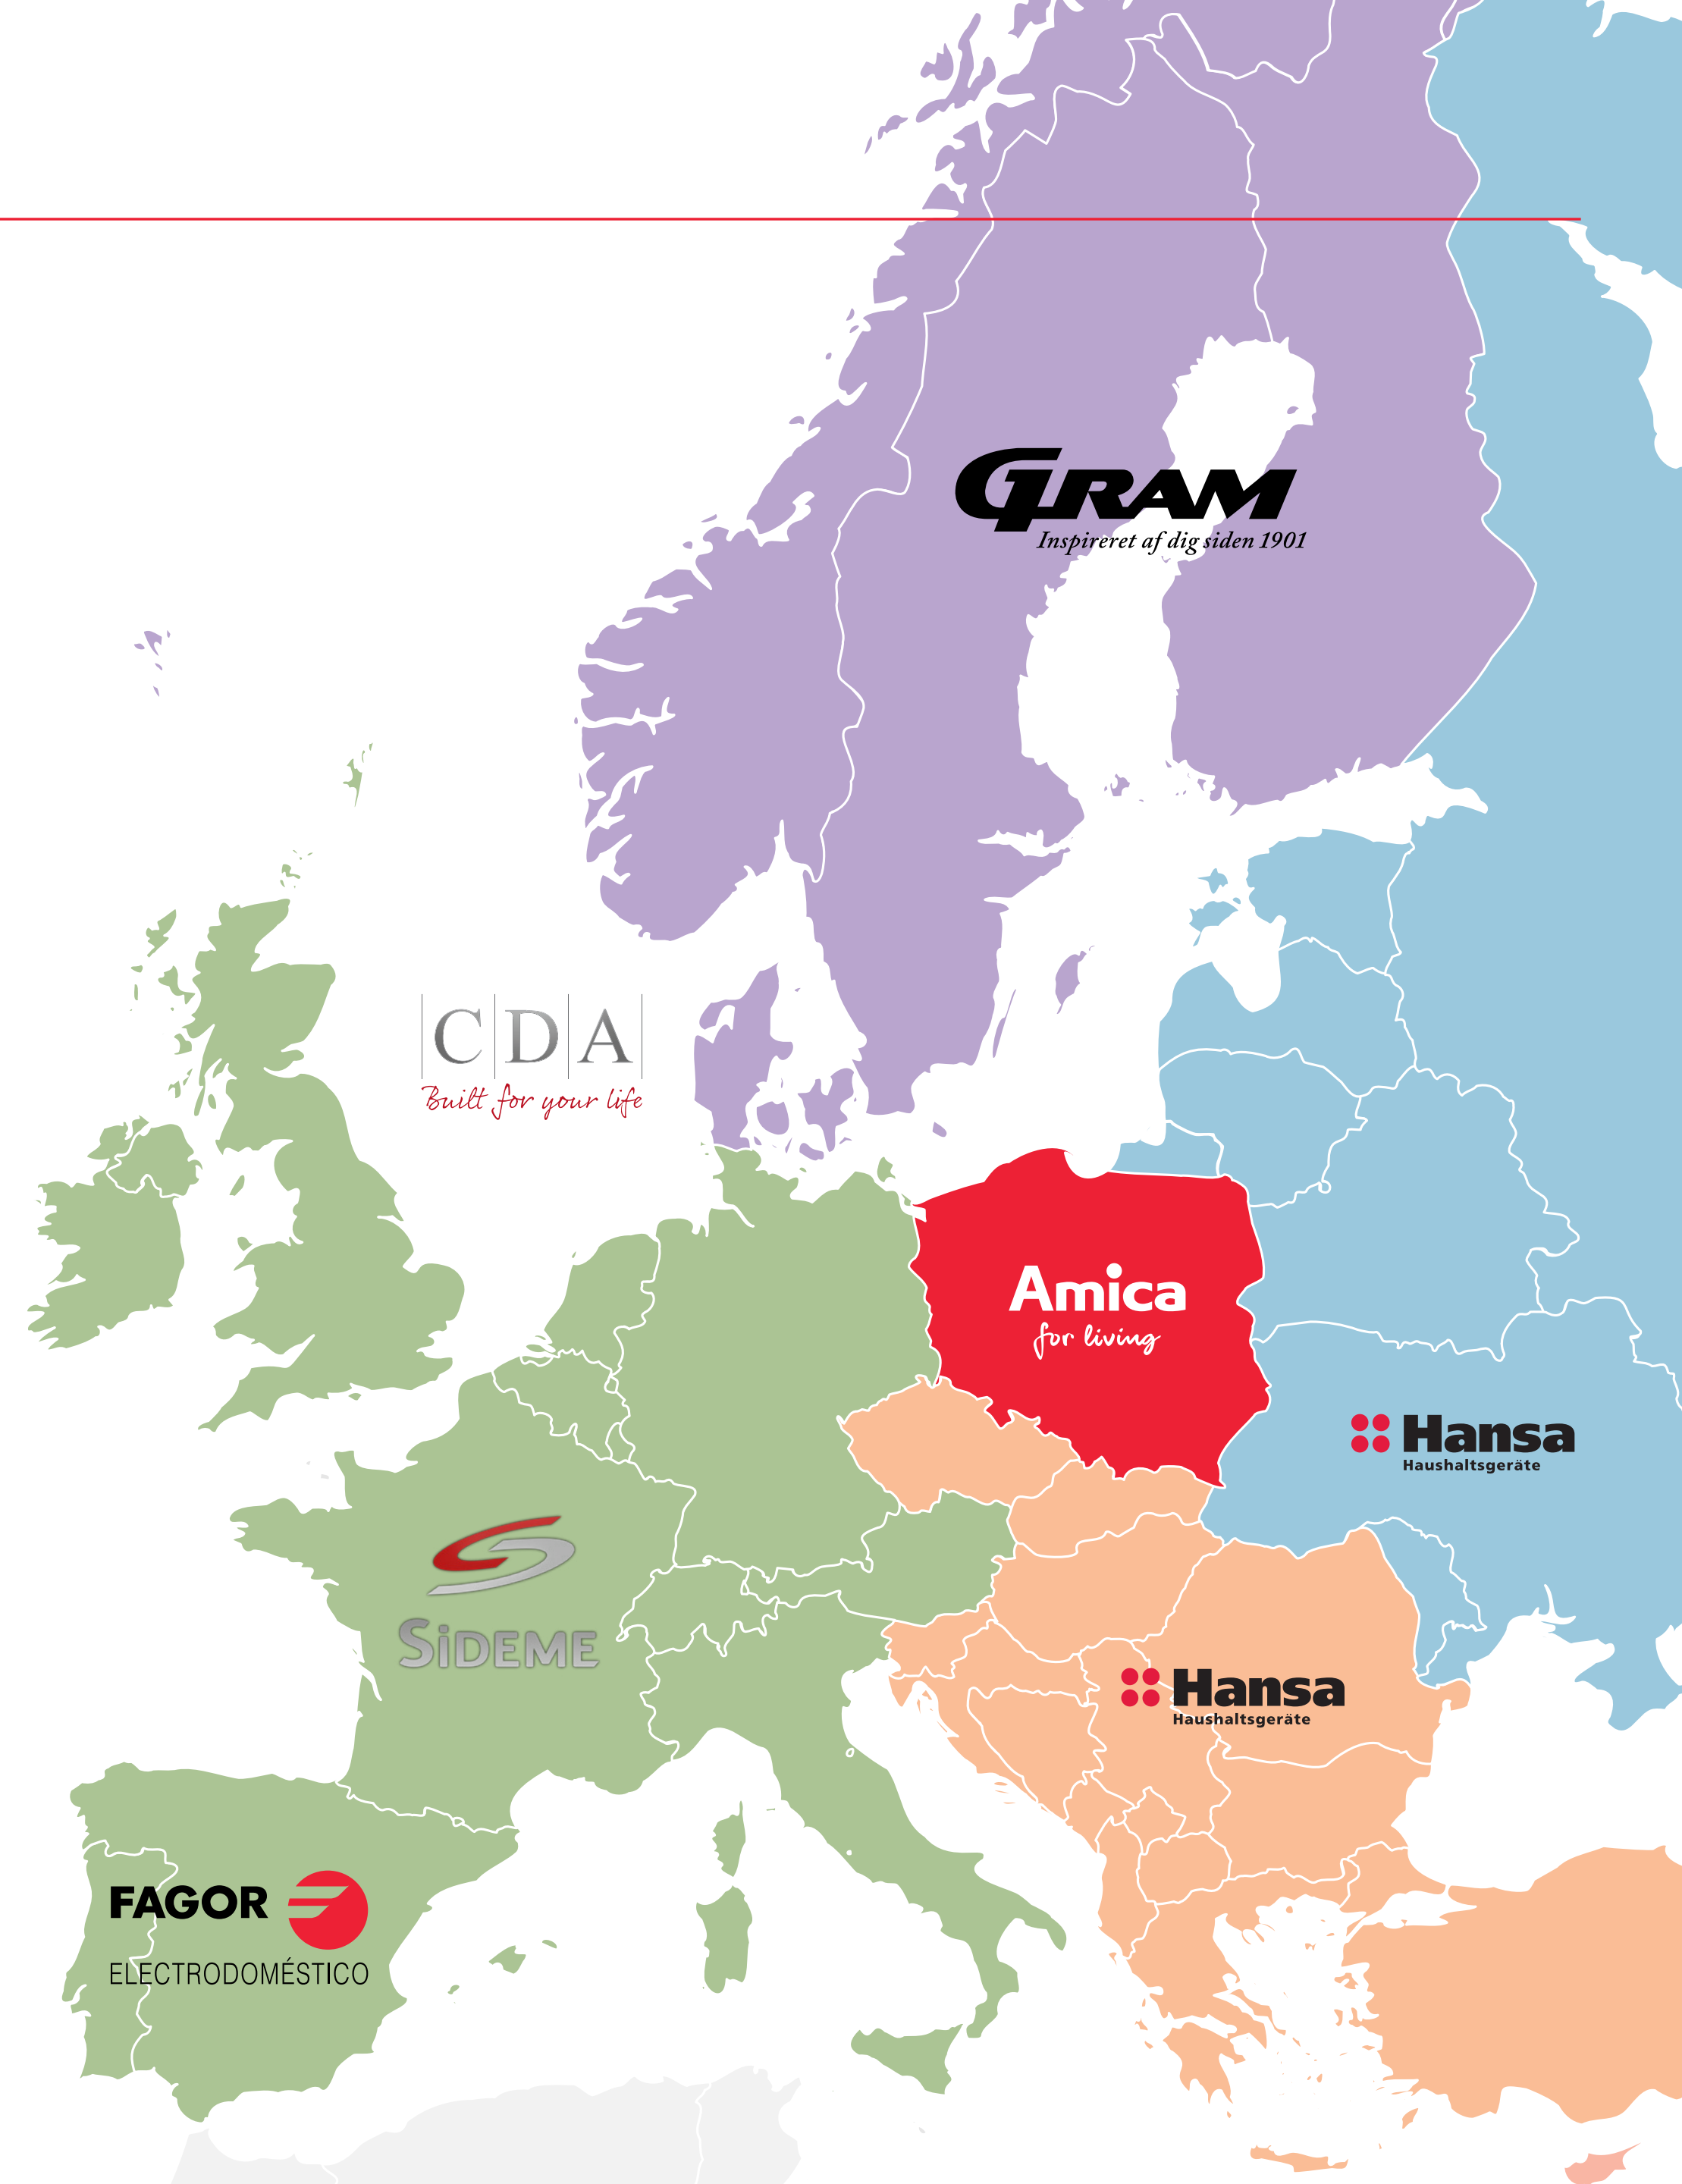 GRAM
Inspireret af dig siden 1901
CDA
Built for your life
Amica
for living
Hansa
Haushaltsgeräte
SiDEME
Hansa
Haushaltsgeräte
FAGOR
ELECTRODOMÉSTICO